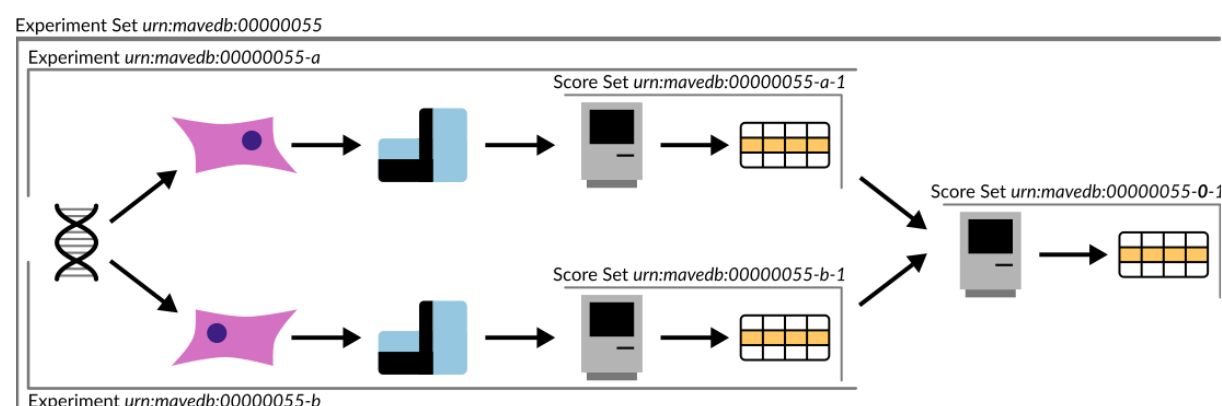 Experiment Set urn:mavedb:00000055
Experiment urn:mavedb:00000055-a
Score Set urn:mavedb:00000055-a-1
Score Set urn:mavedb:00000055-0-1
Score Set urn:mavedb:00000055-b-1
Experiment urn:mavedb:00000055-b